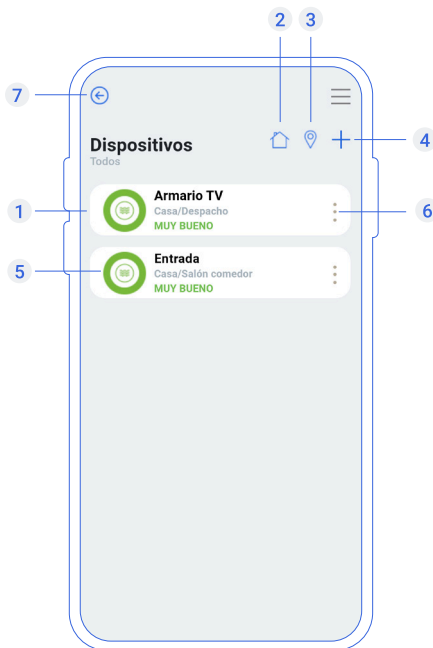 2 3
7
Dispositivos
Todos
4
1
Armario TV
Casa/Despacho
MUY BUENO
6
5
Entrada
Casa/Salón comedor
MUY BUENO